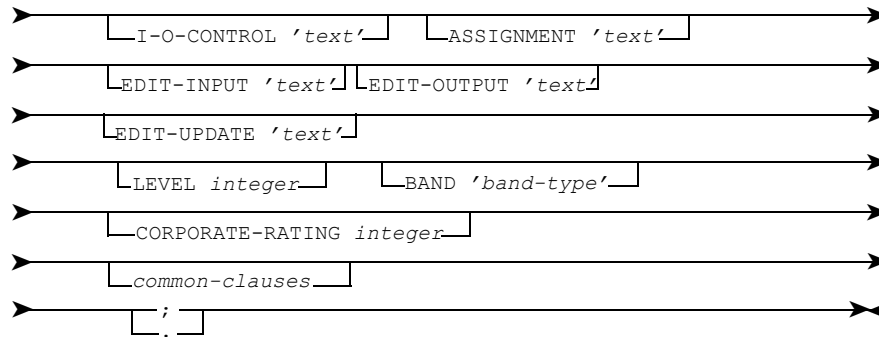 I-O-CONTROL 'text' ASSIGNMENT 'text'
EDIT-INPUT 'text' EDIT-OUTPUT 'text'
EDIT-UPDATE 'text'
LEVEL integer BAND 'band-type'
CORPORATE-RATING integer
common-clauses
;
.